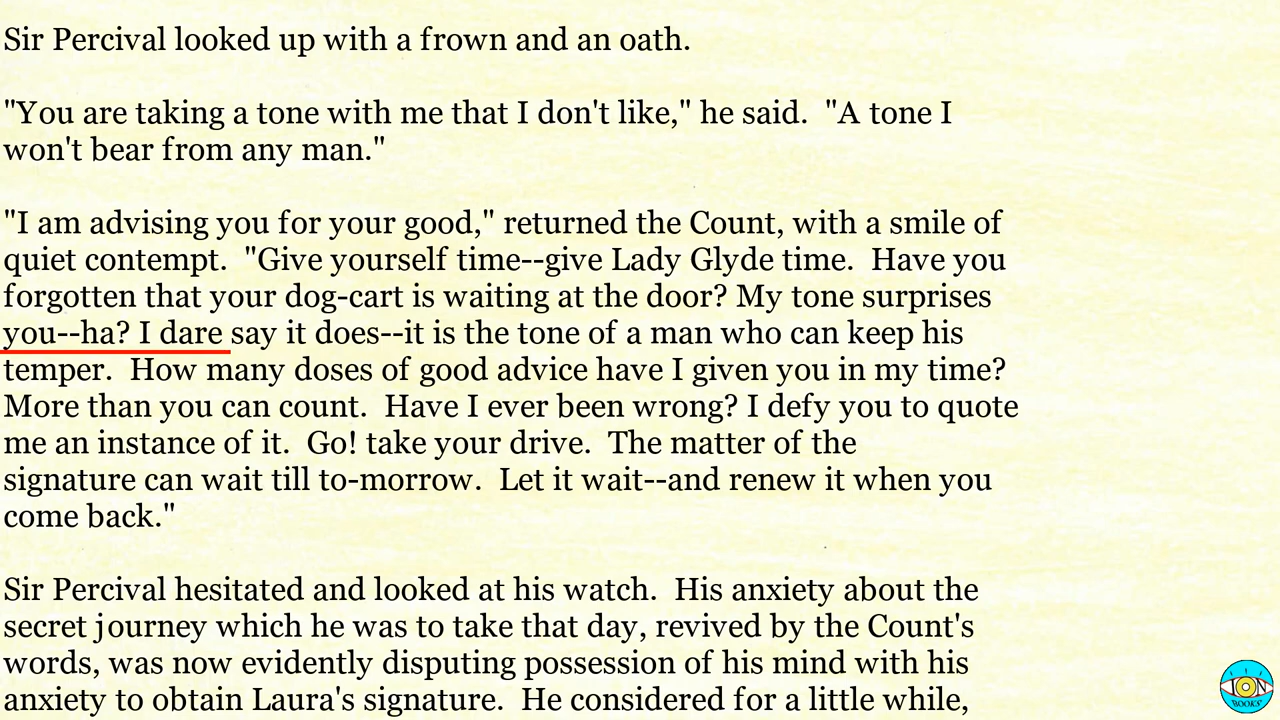 Sir Percival looked up with a frown and an oath.
"You are taking a tone with me that I don't like," he said.  "A tone I
won't bear from any man."
"I am advising you for your good," returned the Count, with a smile of
quiet contempt.  "Give yourself time--give Lady Glyde time.  Have you
forgotten that your dog-cart is waiting at the door? My tone surprises
you--ha? I dare say it does--it is the tone of a man who can keep his
temper.  How many doses of good advice have I given you in my time?
More than you can count.  Have I ever been wrong? I defy you to quote
me an instance of it.  Go! take your drive.  The matter of the
signature can wait till to-morrow.  Let it wait--and renew it when you
come back."
Sir Percival hesitated and looked at his watch.  His anxiety about the
secret journey which he was to take that day, revived by the Count's
words, was now evidently disputing possession of his mind with his
anxiety to obtain Laura's signature.  He considered for a little while,
ION
BOOKS